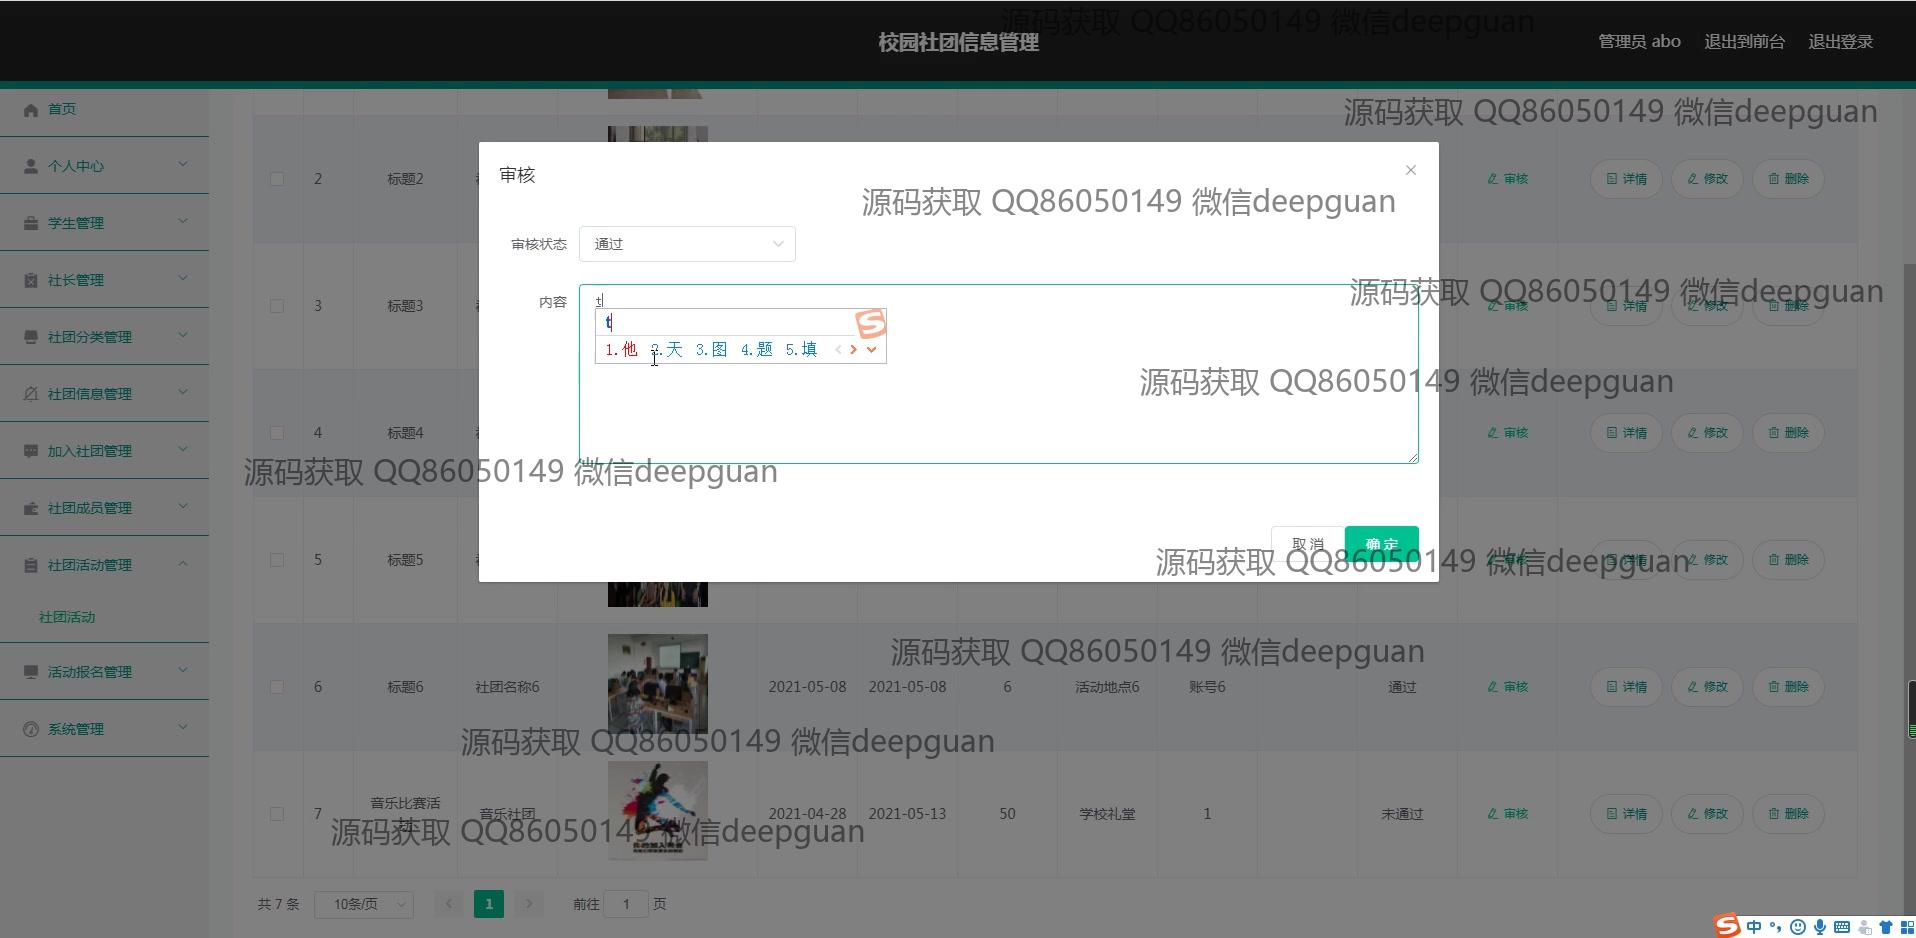 源码获取 QQ86050149 微信deepguan
校园社团信息管理
管理员 abo 退出到前台 退出登录
首页
源码获取 QQ86050149 微信deepguan
个人中心
2 标题2 审核 详情 修改 删除
审核
源码获取 QQ86050149 微信deepguan
学生管理
审核状态 通过
社长管理
源码获取 QQ86050149 微信deepguan
3 标题3 审核 详情 修改 删除
内容 t
t
社团分类管理
1.他 2.天 3.图 4.题 5.填
源码获取 QQ86050149 微信deepguan
社团信息管理
4 标题4 审核 详情 修改 删除
加入社团管理
源码获取 QQ86050149 微信deepguan
社团成员管理
取消 确定
源码获取 QQ86050149 微信deepguan
社团活动管理
5 标题5 审核 详情 修改 删除
社团活动
源码获取 QQ86050149 微信deepguan
活动报名管理
6 标题6 社团名称6 2021-05-08 2021-05-08 6 活动地点6 账号6 通过 审核 详情 修改 删除
系统管理
源码获取 QQ86050149 微信deepguan
音乐比赛活
7 音乐社团 2021-04-28 2021-05-13 50 学校礼堂 1 未通过 审核 详情 修改 删除
源码获取 QQ86050149 微信deepguan
共 7 条 10条/页 1 前往 1 页
中